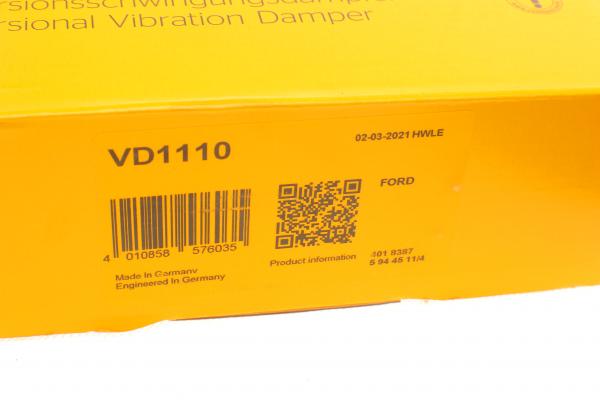 rsional Vibration Damper
VD1110
02-03-2021 HWLE
FORD
4 010858 576035
Product information
401 8387
5 94 45 11/4
Made In Germany
Engineered In Germany